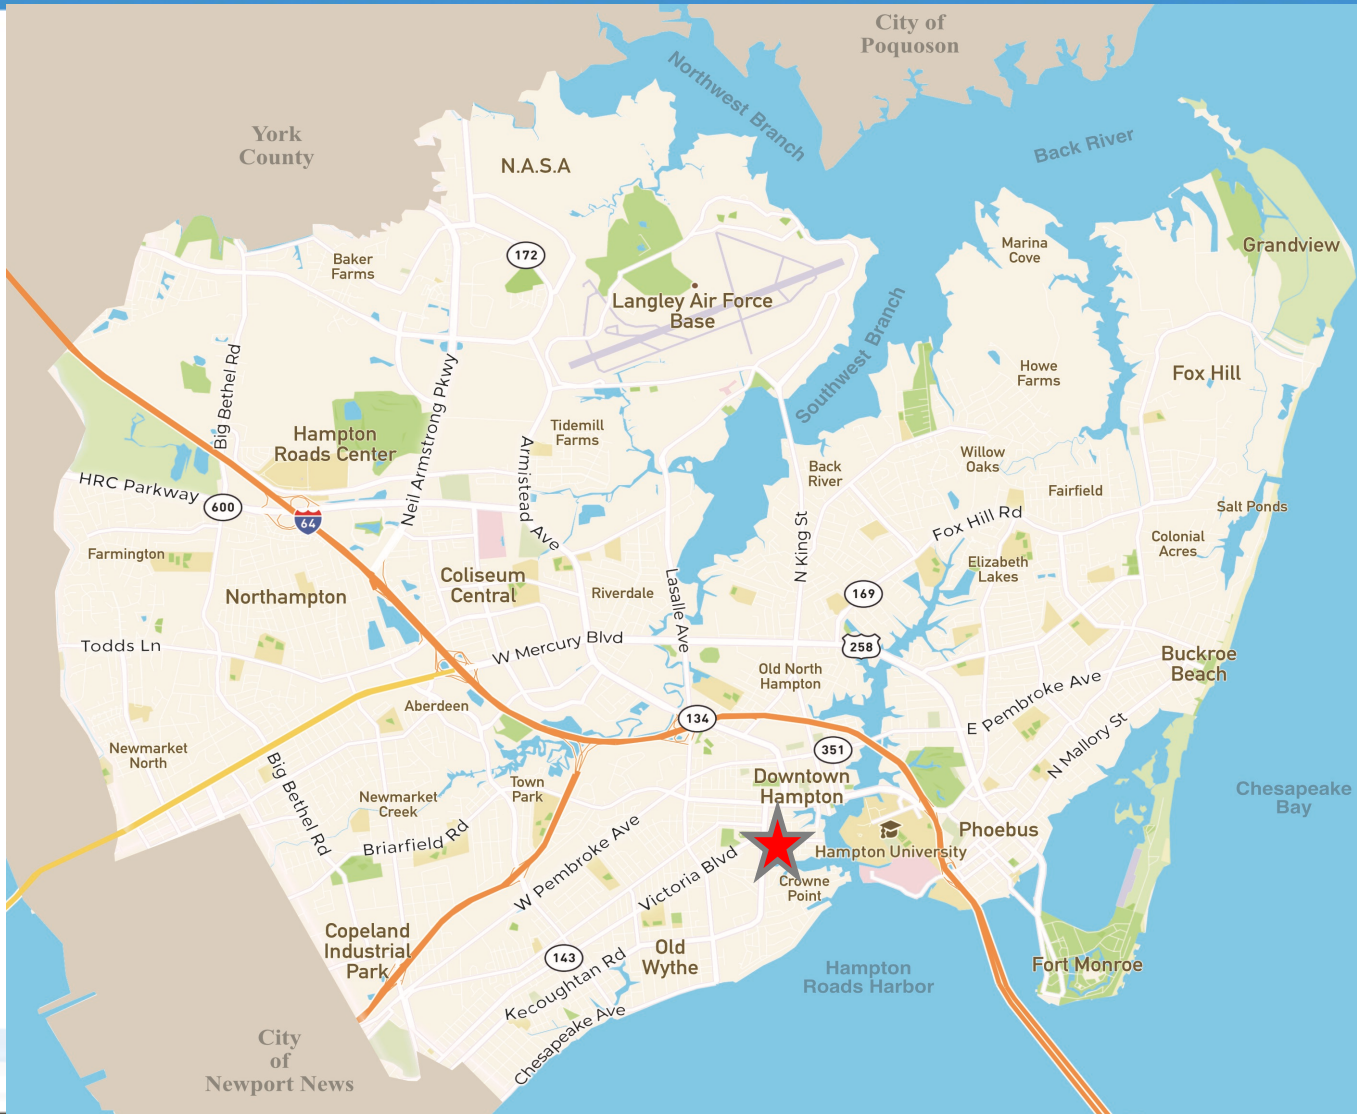 City of
Poquoson
Northwest Branch
York
County
Back River
N.A.S.A
Marina
Cove
Grandview
172
Baker
Farms
Langley Air Force
Base
Southwest Branch
Howe
Farms
Fox Hill
Big Bethel Rd
Neil Armstrong Pkwy
Hampton
Roads Center
Tidemill
Farms
Armistead Ave
Willow
Oaks
Back
River
HRC Parkway
600
64
Fairfield
Salt Ponds
Fox Hill Rd
Farmington
N King St
Colonial
Acres
Elizabeth
Lakes
Coliseum
Central
Northampton
Riverdale
Lasalle Ave
169
Todds Ln
W Mercury Blvd
258
Old North
Hampton
Buckroe
Beach
Aberdeen
134
E Pembroke Ave
351
N Mallory St
Newmarket
North
Big Bethel Rd
Town
Park
Downtown
Hampton
Chesapeake
Bay
Newmarket
Creek
Briarfield Rd
Phoebus
Hampton University
W Pembroke Ave
Victoria Blvd
Crowne
Point
Copeland
Industrial
Park
143
Old
Wythe
Kecoughtan Rd
Hampton
Roads Harbor
Fort Monroe
Chesapeake Ave
City
of
Newport News